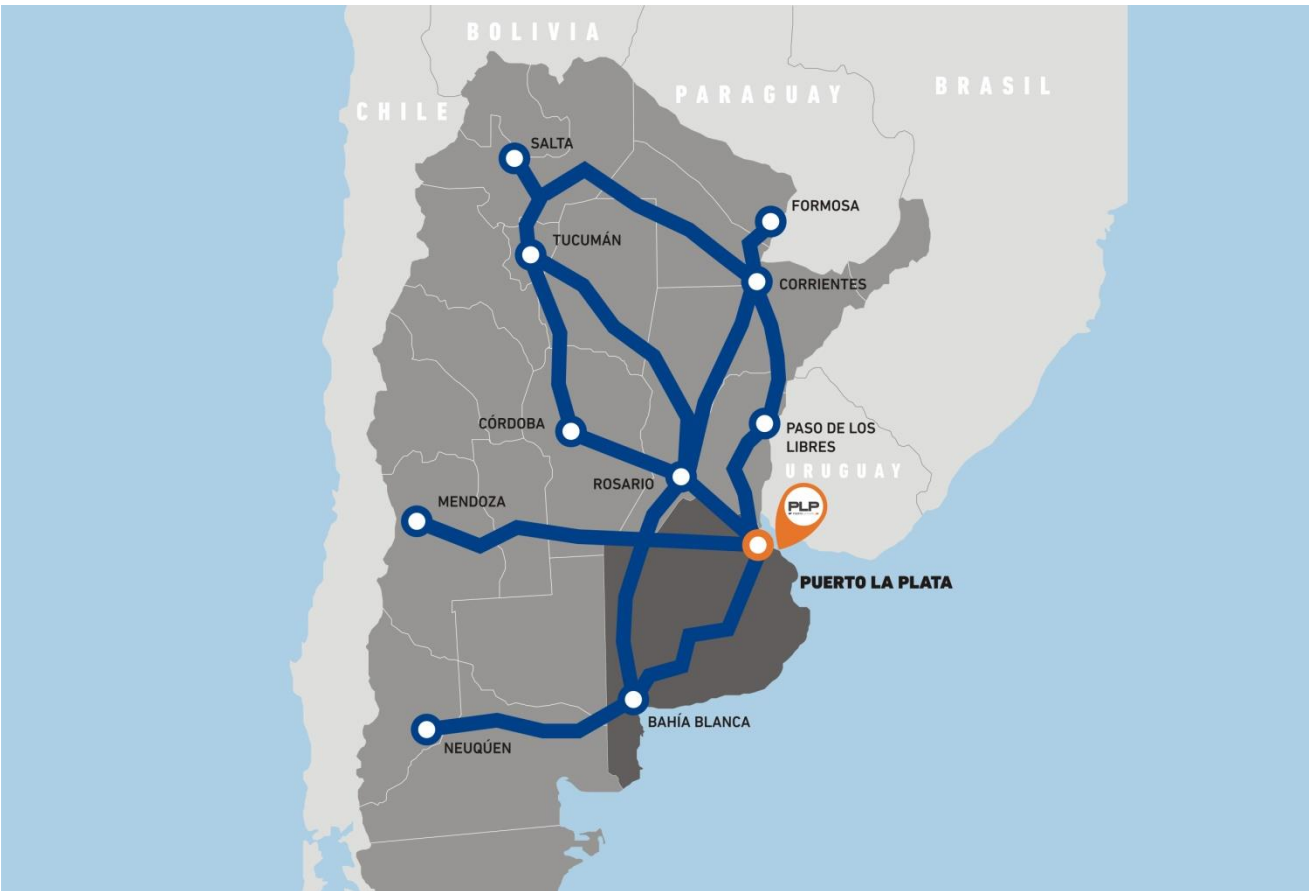 BOLIVIA
PARAGUAY
BRASIL
CHILE
SALTA
FORMOSA
TUCUMÁN
CORRIENTES
CÓRDOBA
PASO DE LOS
LIBRES
URUGUAY
ROSARIO
MENDOZA
PLP
PUERTO LA PLATA
BAHÍA BLANCA
NEUQÚEN